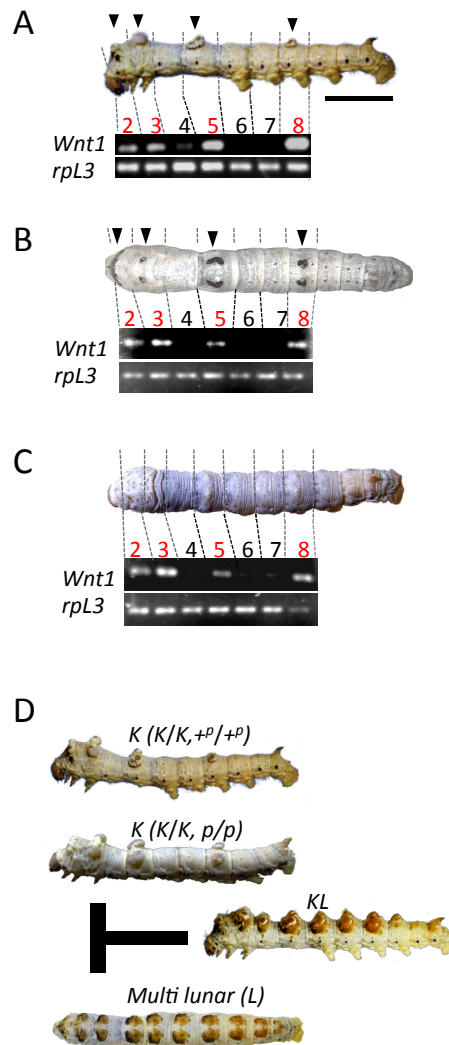 A
2 3 4 5 6 7 8
Wnt1
rpL3
B
2 3 4 5 6 7 8
Wnt1
rpL3
C
2 3 4 5 6 7 8
Wnt1
rpL3
D
K (K/K,+ᵖ/+ᵖ)
K (K/K, p/p)
KL
Multi lunar (L)